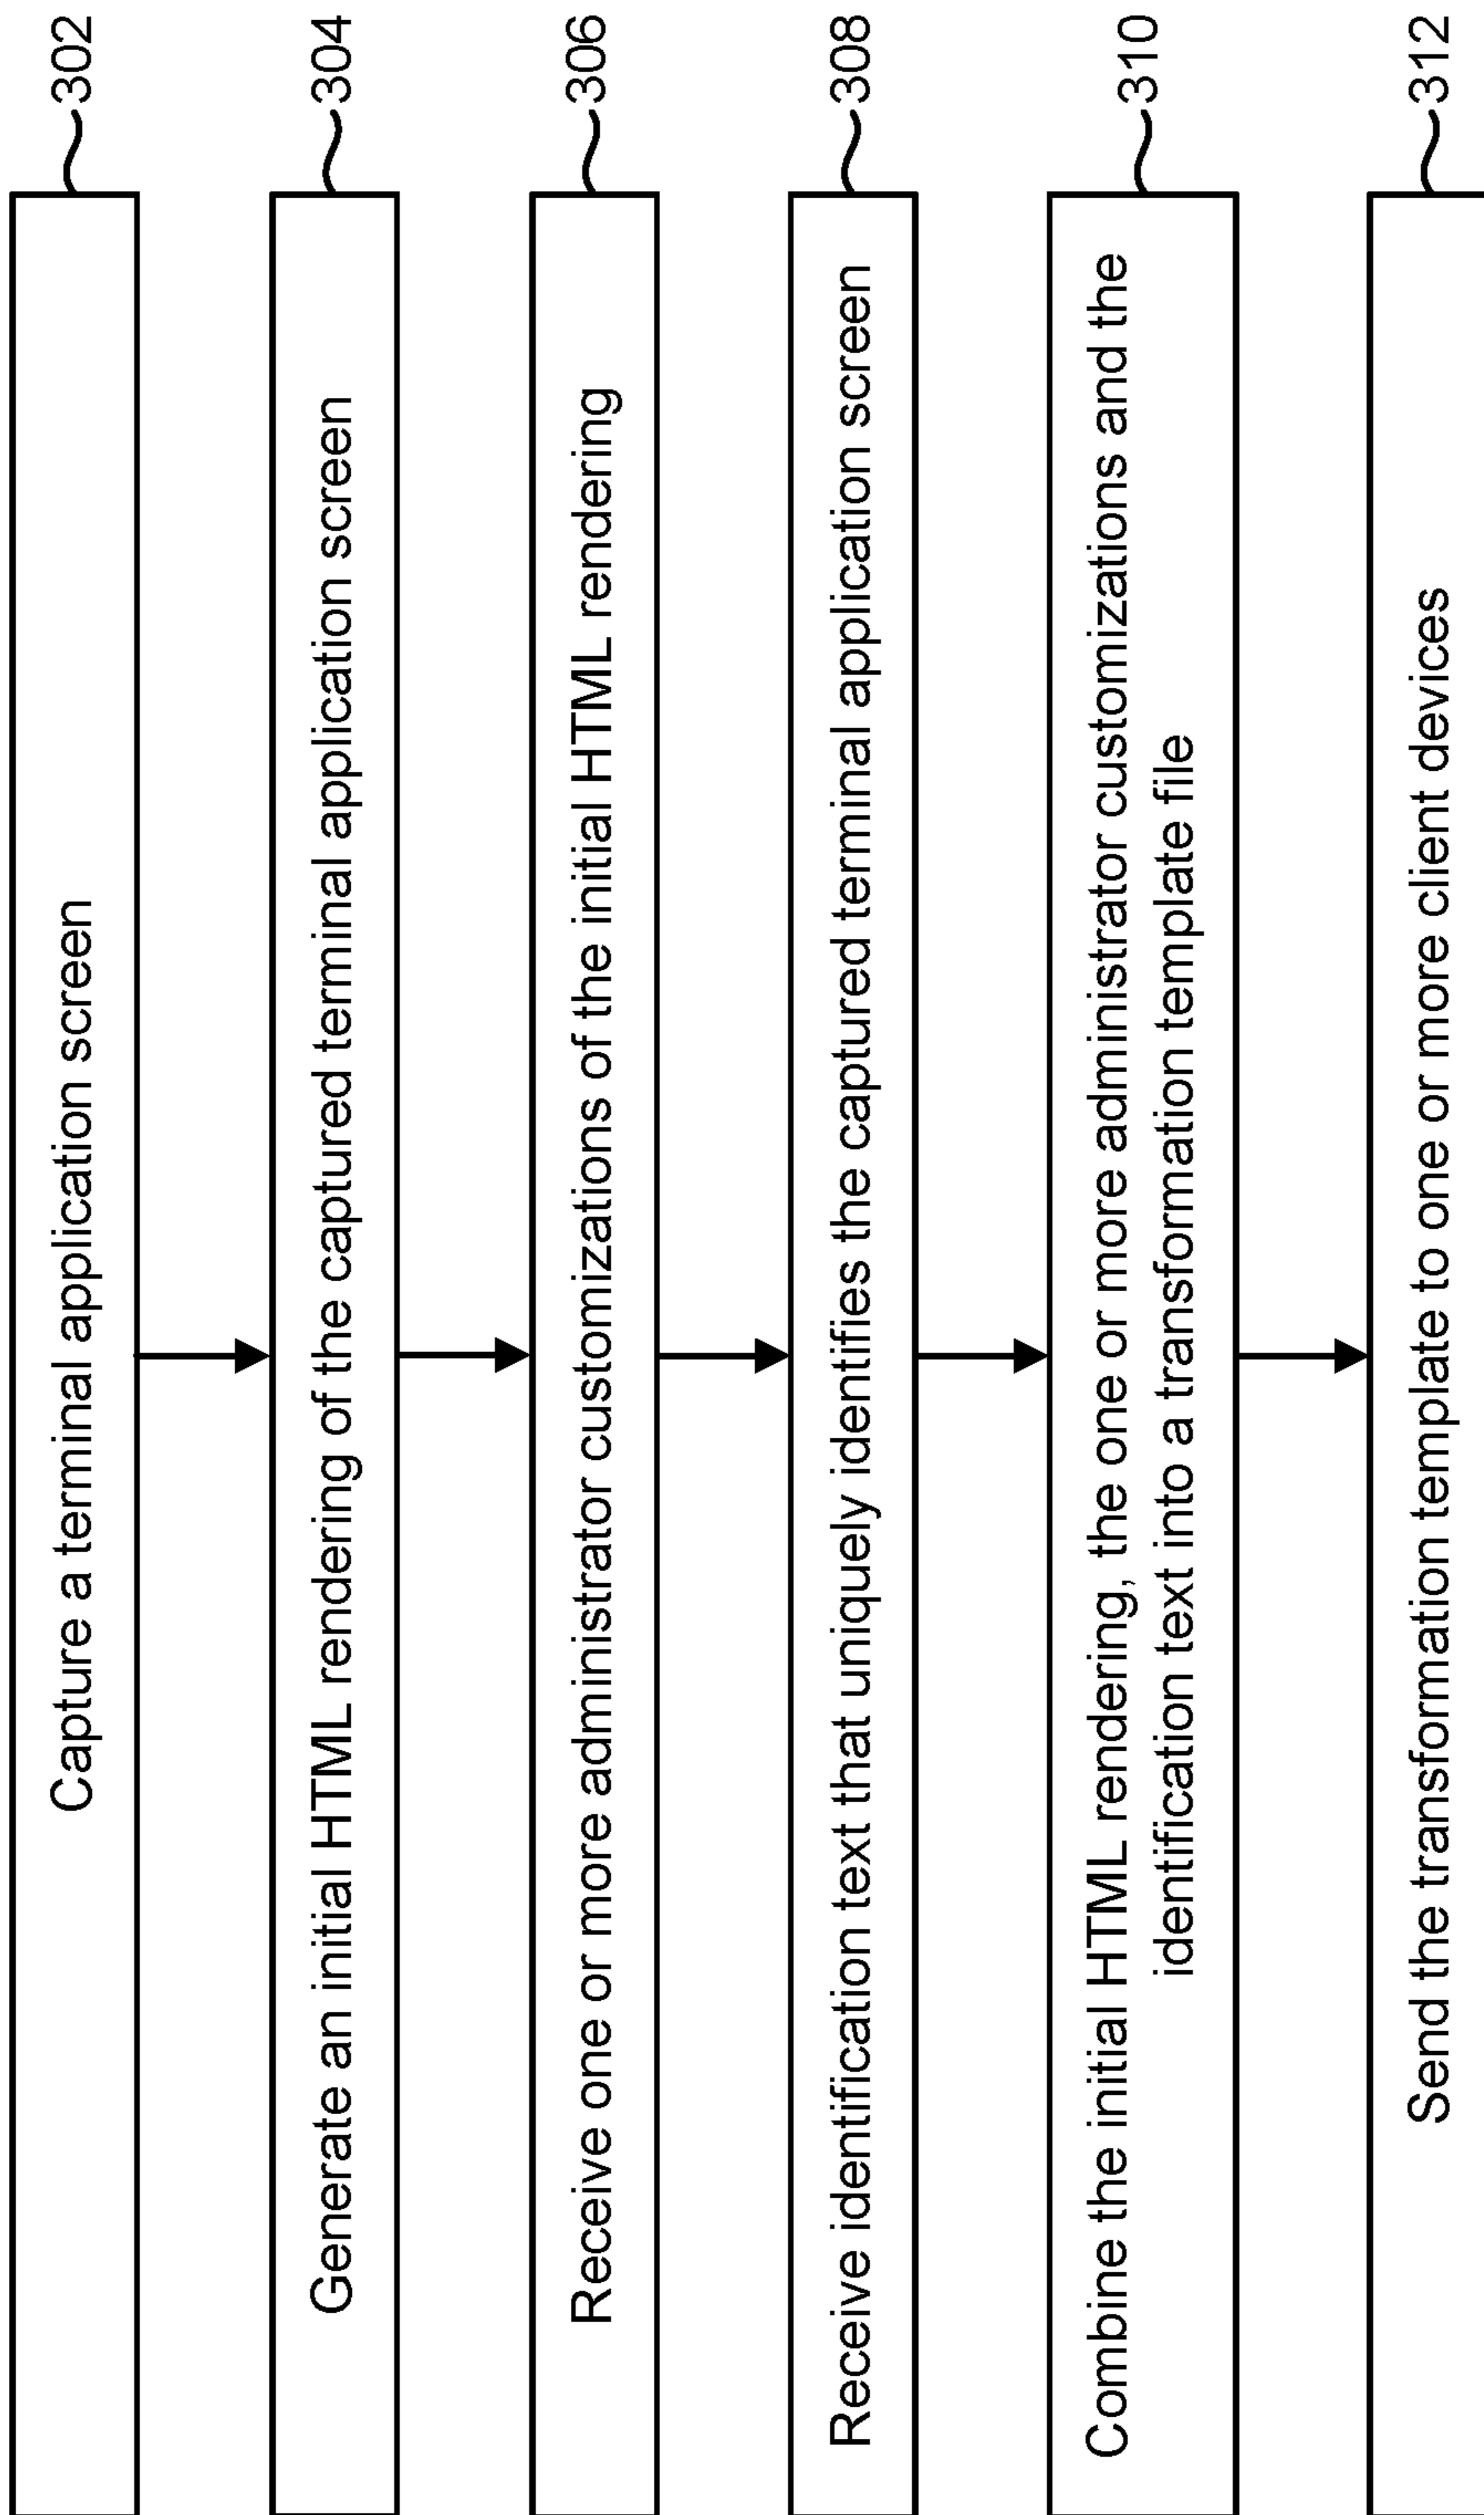 Capture a terminal application screen
302
Generate an initial HTML rendering of the captured terminal application screen
304
Receive one or more administrator customizations of the initial HTML rendering
306
Receive identification text that uniquely identifies the captured terminal application screen
308
Combine the initial HTML rendering, the one or more administrator customizations and the
identification text into a transformation template file
310
Send the transformation template to one or more client devices
312